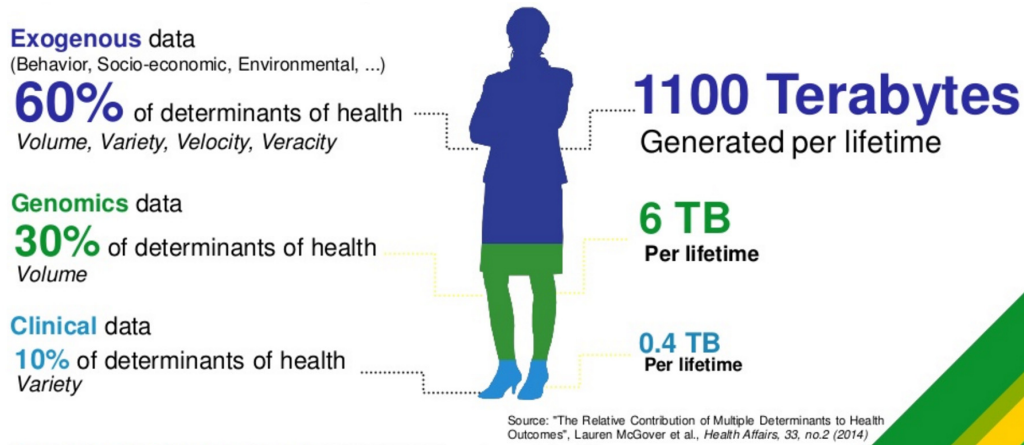 Exogenous data
(Behavior, Socio-economic, Environmental, ...)
60% of determinants of health
Volume, Variety, Velocity, Veracity
1100 Terabytes
Generated per lifetime
Genomics data
30% of determinants of health
Volume
6 TB
Per lifetime
Clinical data
10% of determinants of health
Variety
0.4 TB
Per lifetime
Source: "The Relative Contribution of Multiple Determinants to Health
Outcomes", Lauren McGover et al., Health Affairs, 33, no.2 (2014)